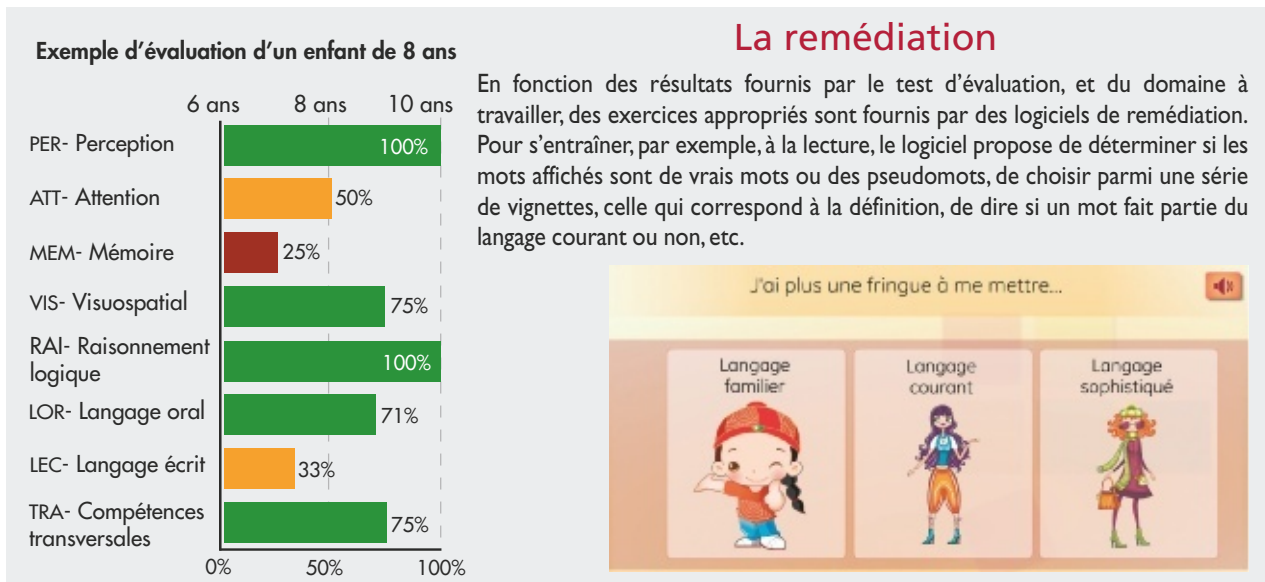 Exemple d'évaluation d'un enfant de 8 ans
6 ans 8 ans 10 ans
PER- Perception 100%
ATT- Attention 50%
MEM- Mémoire 25%
VIS- Visuospatial 75%
RAI- Raisonnement
logique 100%
LOR- Langage oral 71%
LEC- Langage écrit 33%
TRA- Compétences
transversales 75%
0% 50% 100%
La remédiation
En fonction des résultats fournis par le test d'évaluation, et du domaine à
travailler, des exercices appropriés sont fournis par des logiciels de remédiation.
Pour s'entraîner, par exemple, à la lecture, le logiciel propose de déterminer si les
mots affichés sont de vrais mots ou des pseudomots, de choisir parmi une série
de vignettes, celle qui correspond à la définition, de dire si un mot fait partie du
langage courant ou non, etc.
J'ai plus une fringue à me mettre...
Langage
familier
Langage
courant
Langage
sophistiqué